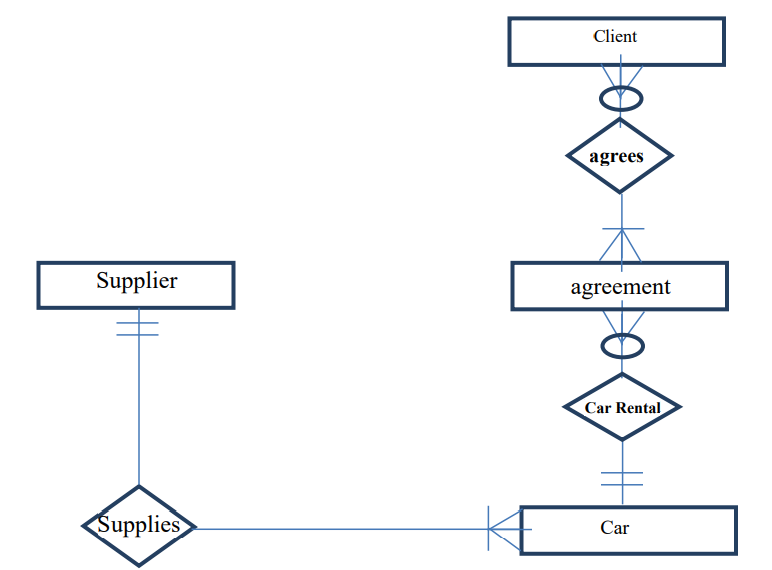 Client
agrees
Supplier
agreement
Car Rental
Supplies
Car